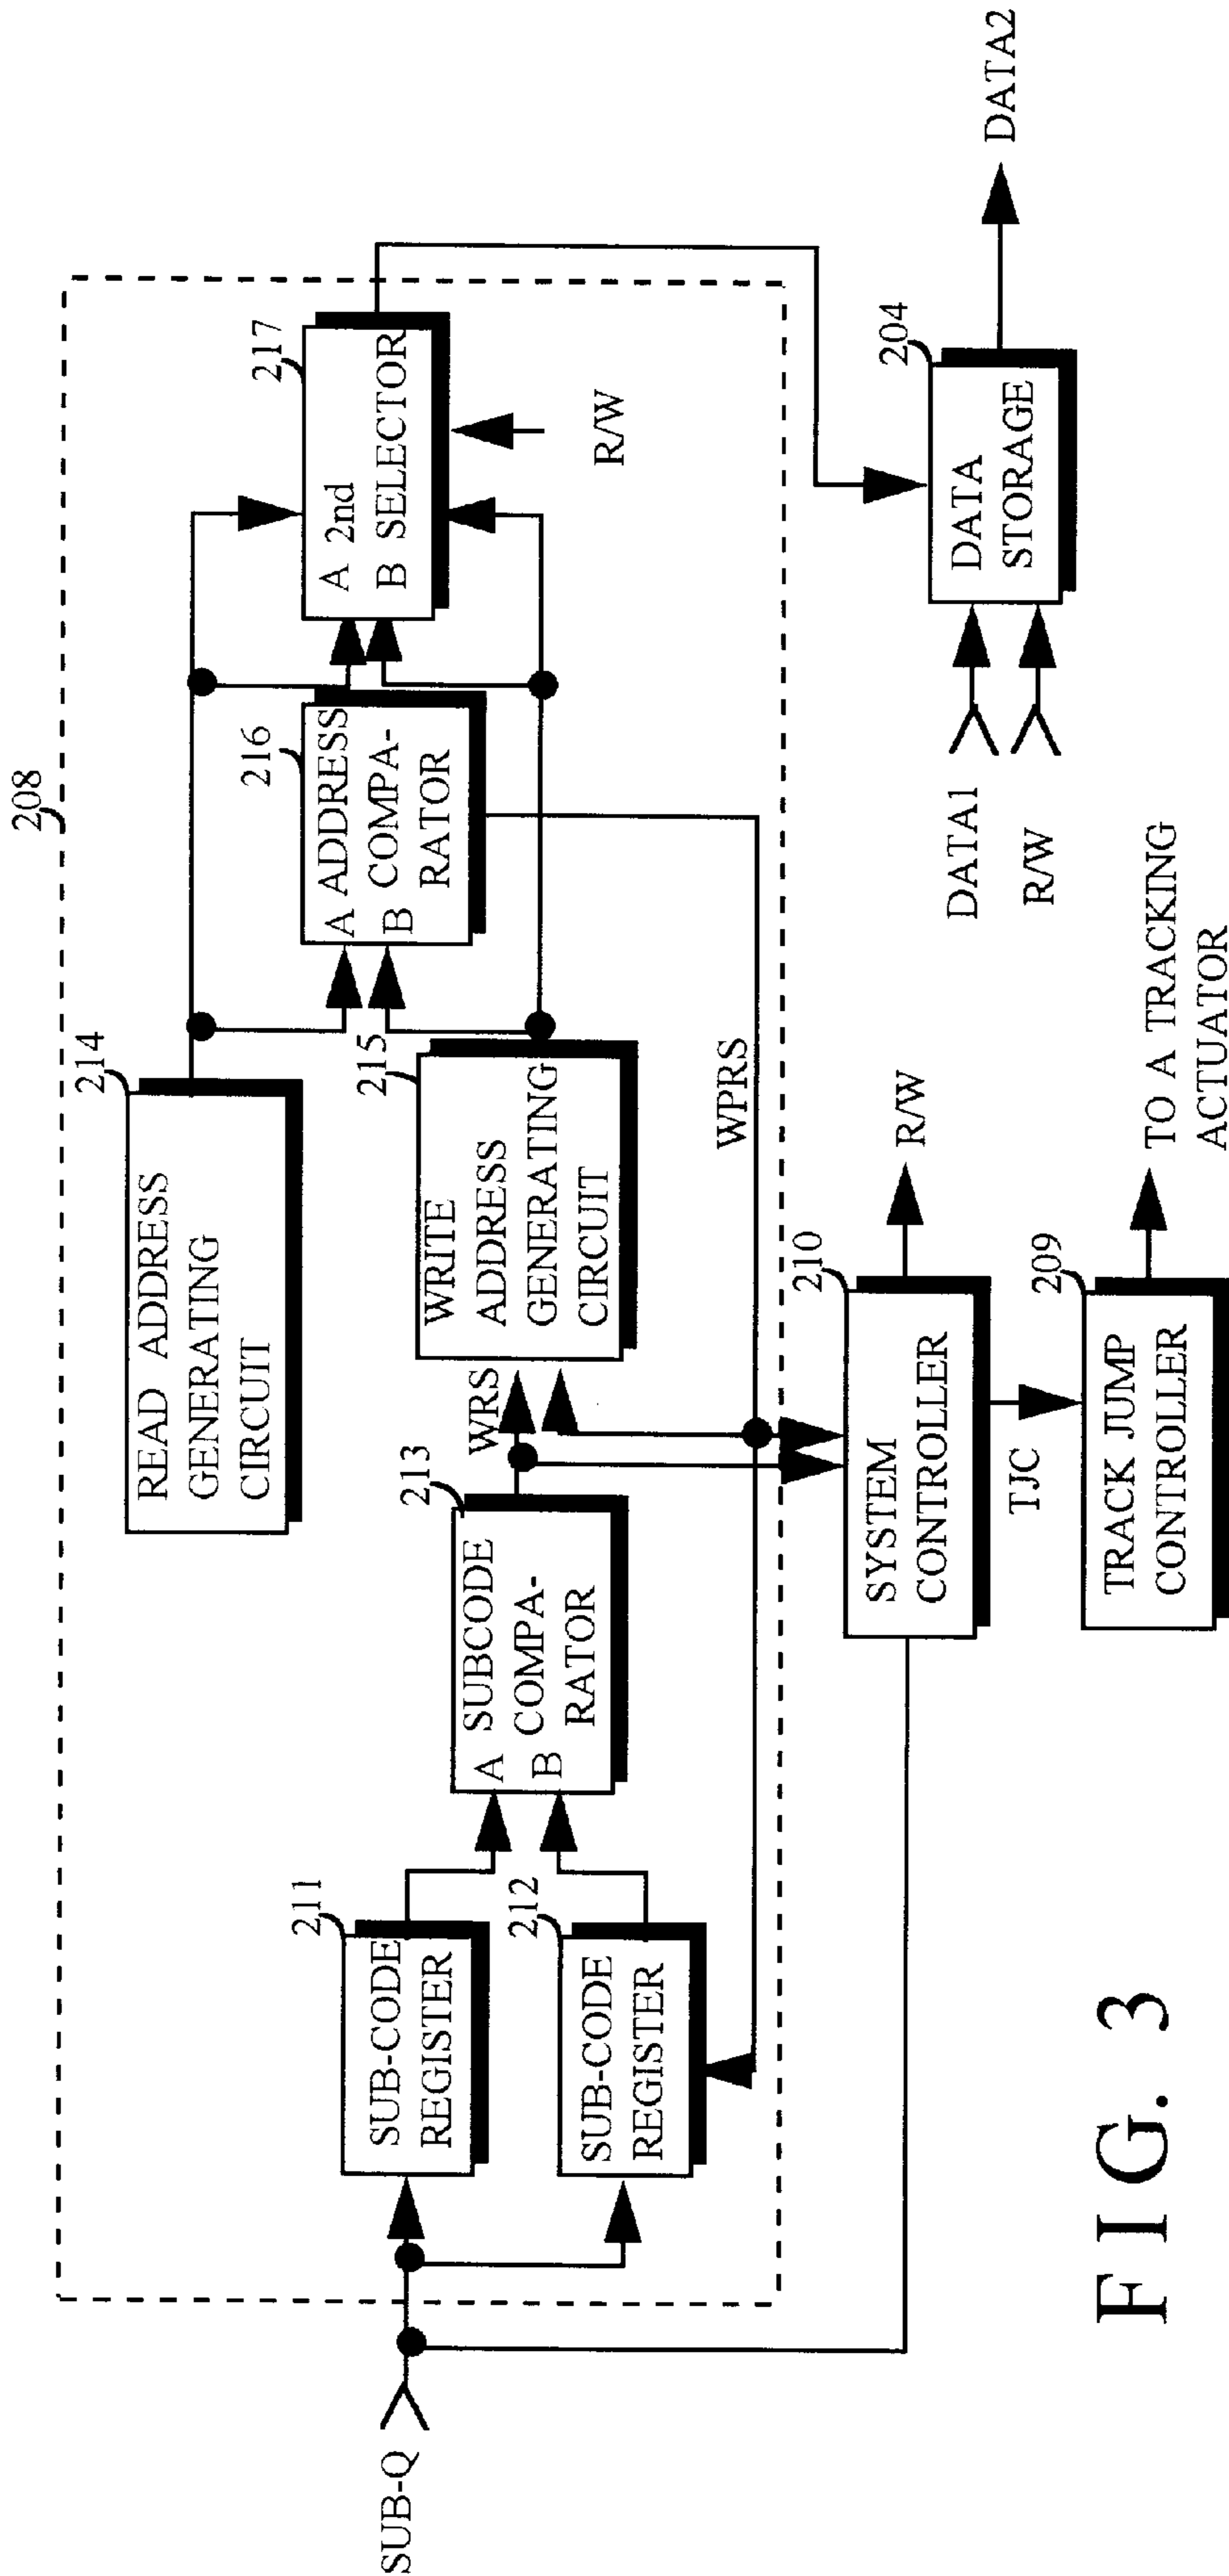 208
214
READ ADDRESS
GENERATING
CIRCUIT
217
A 2nd
B SELECTOR
R/W
216
A ADDRESS
B COMPA-
RATOR
215
WRITE
ADDRESS
GENERATING
CIRCUIT
WRS
213
SUBCODE
A COMPA-
B RATOR
211
SUB-CODE
REGISTER
212
SUB-CODE
REGISTER
SUB-Q
WPRS
210
SYSTEM
CONTROLLER
R/W
TJC
209
TRACK JUMP
CONTROLLER
TO A TRACKING
ACTUATOR
204
DATA
STORAGE
DATA1
R/W
DATA2
FIG. 3